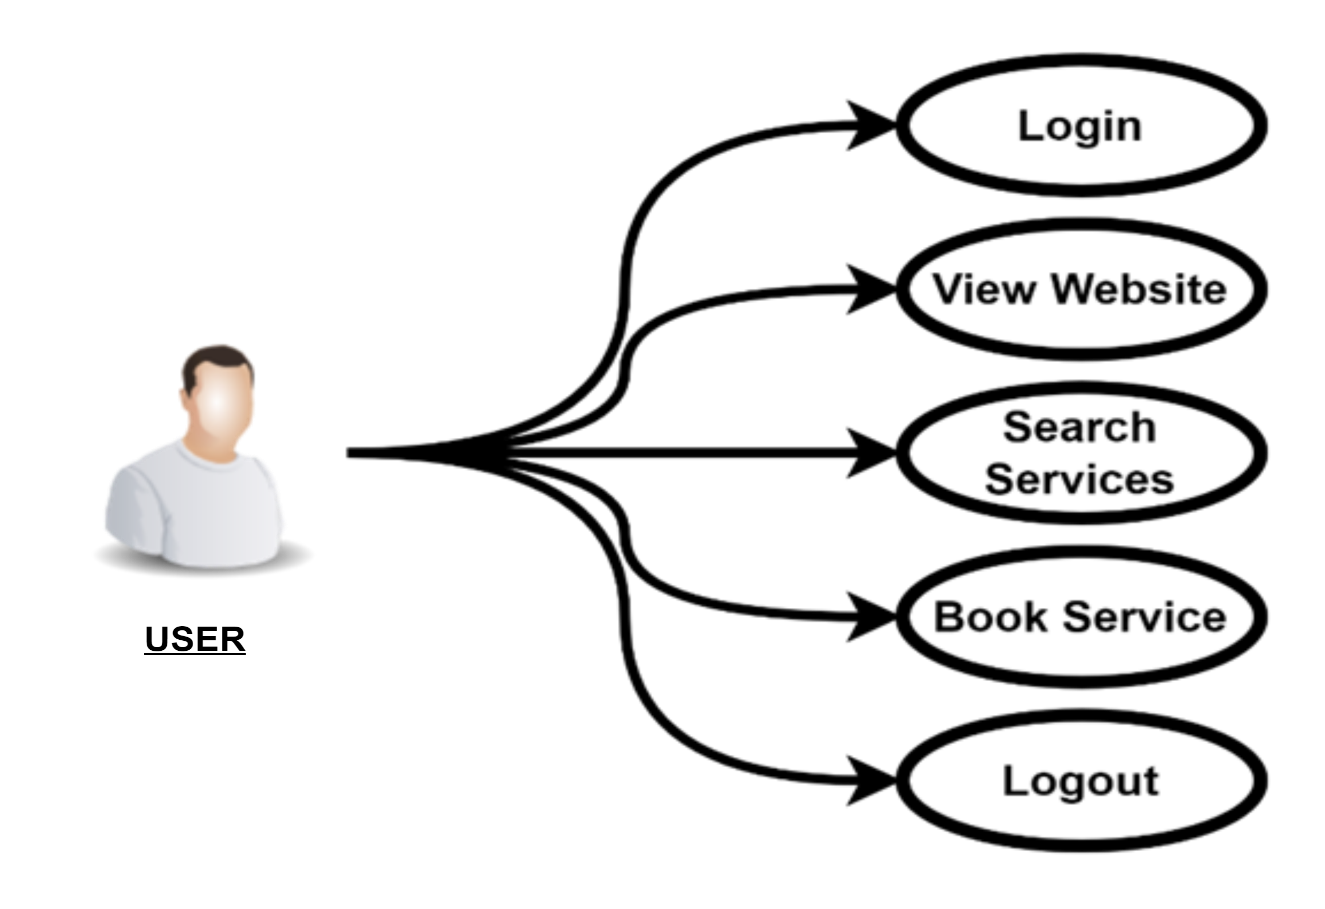 Login
View Website
Search
Services
Book Service
Logout
USER